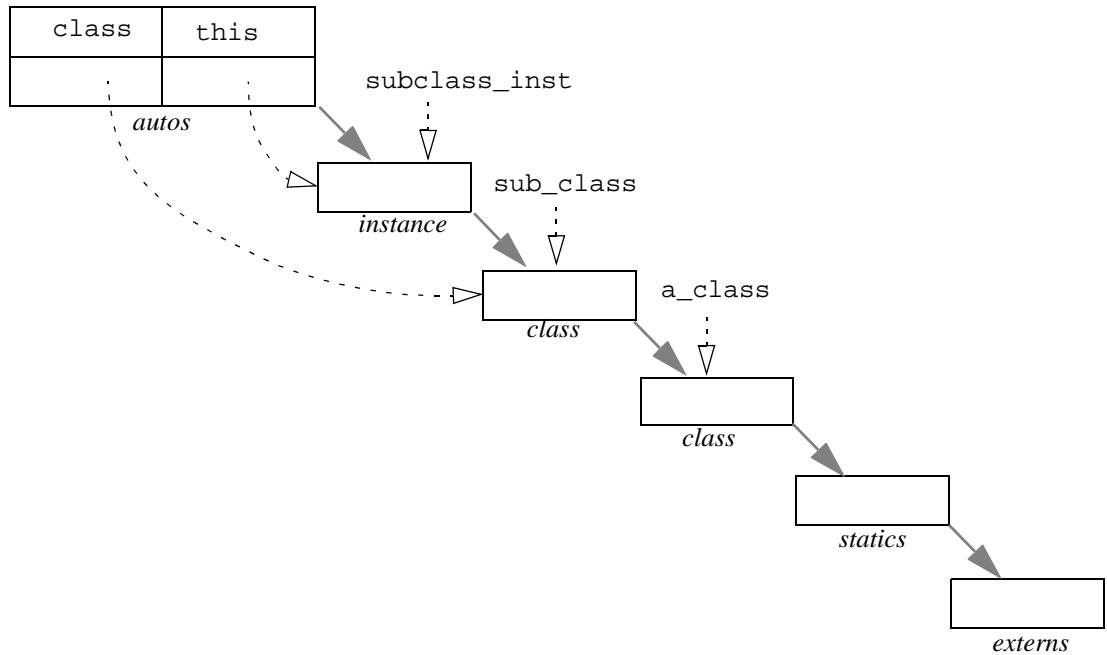 class this
subclass_inst
autos
sub_class
instance
a_class
class
class
statics
externs